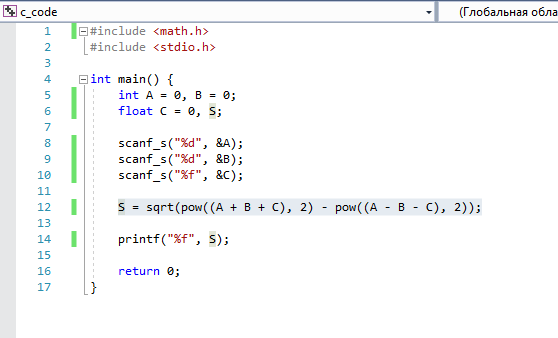 c_code (Глобальная обла
1 #include <math.h>
2 #include <stdio.h>
3
4 int main() {
5 int A = 0, B = 0;
6 float C = 0, S;
7
8 scanf_s("%d", &A);
9 scanf_s("%d", &B);
10 scanf_s("%f", &C);
11
12 S = sqrt(pow((A + B + C), 2) - pow((A - B - C), 2));
13
14 printf("%f", S);
15
16 return 0;
17 }